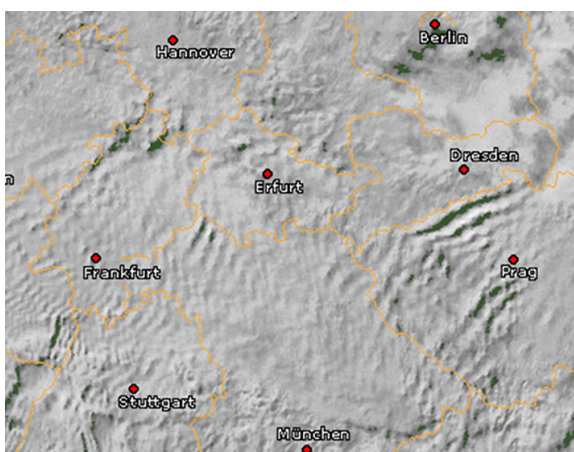 Hannover
Berlin
n
Dresden
Erfurt
Frankfurt
Prag
Stuttgart
München